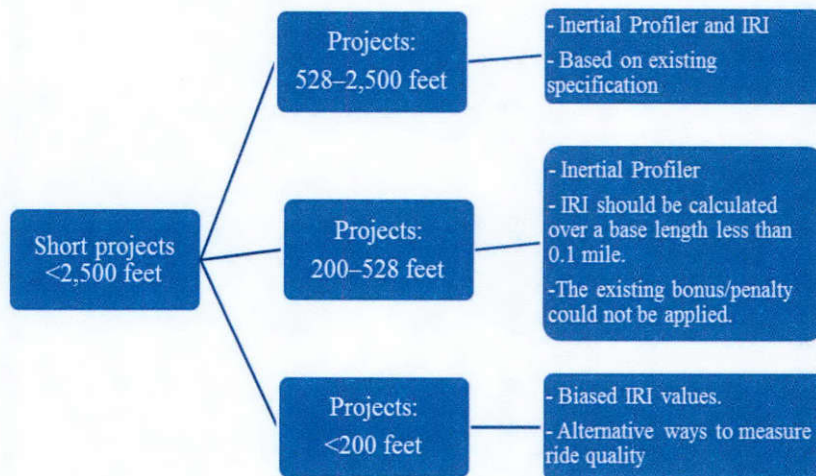 Short projects
<2,500 feet
Projects:
528–2,500 feet
- Inertial Profiler and IRI
- Based on existing
specification
Projects:
200–528 feet
- Inertial Profiler
- IRI should be calculated
over a base length less than
0.1 mile.
-The existing bonus/penalty
could not be applied.
Projects:
<200 feet
- Biased IRI values.
- Alternative ways to measure
ride quality